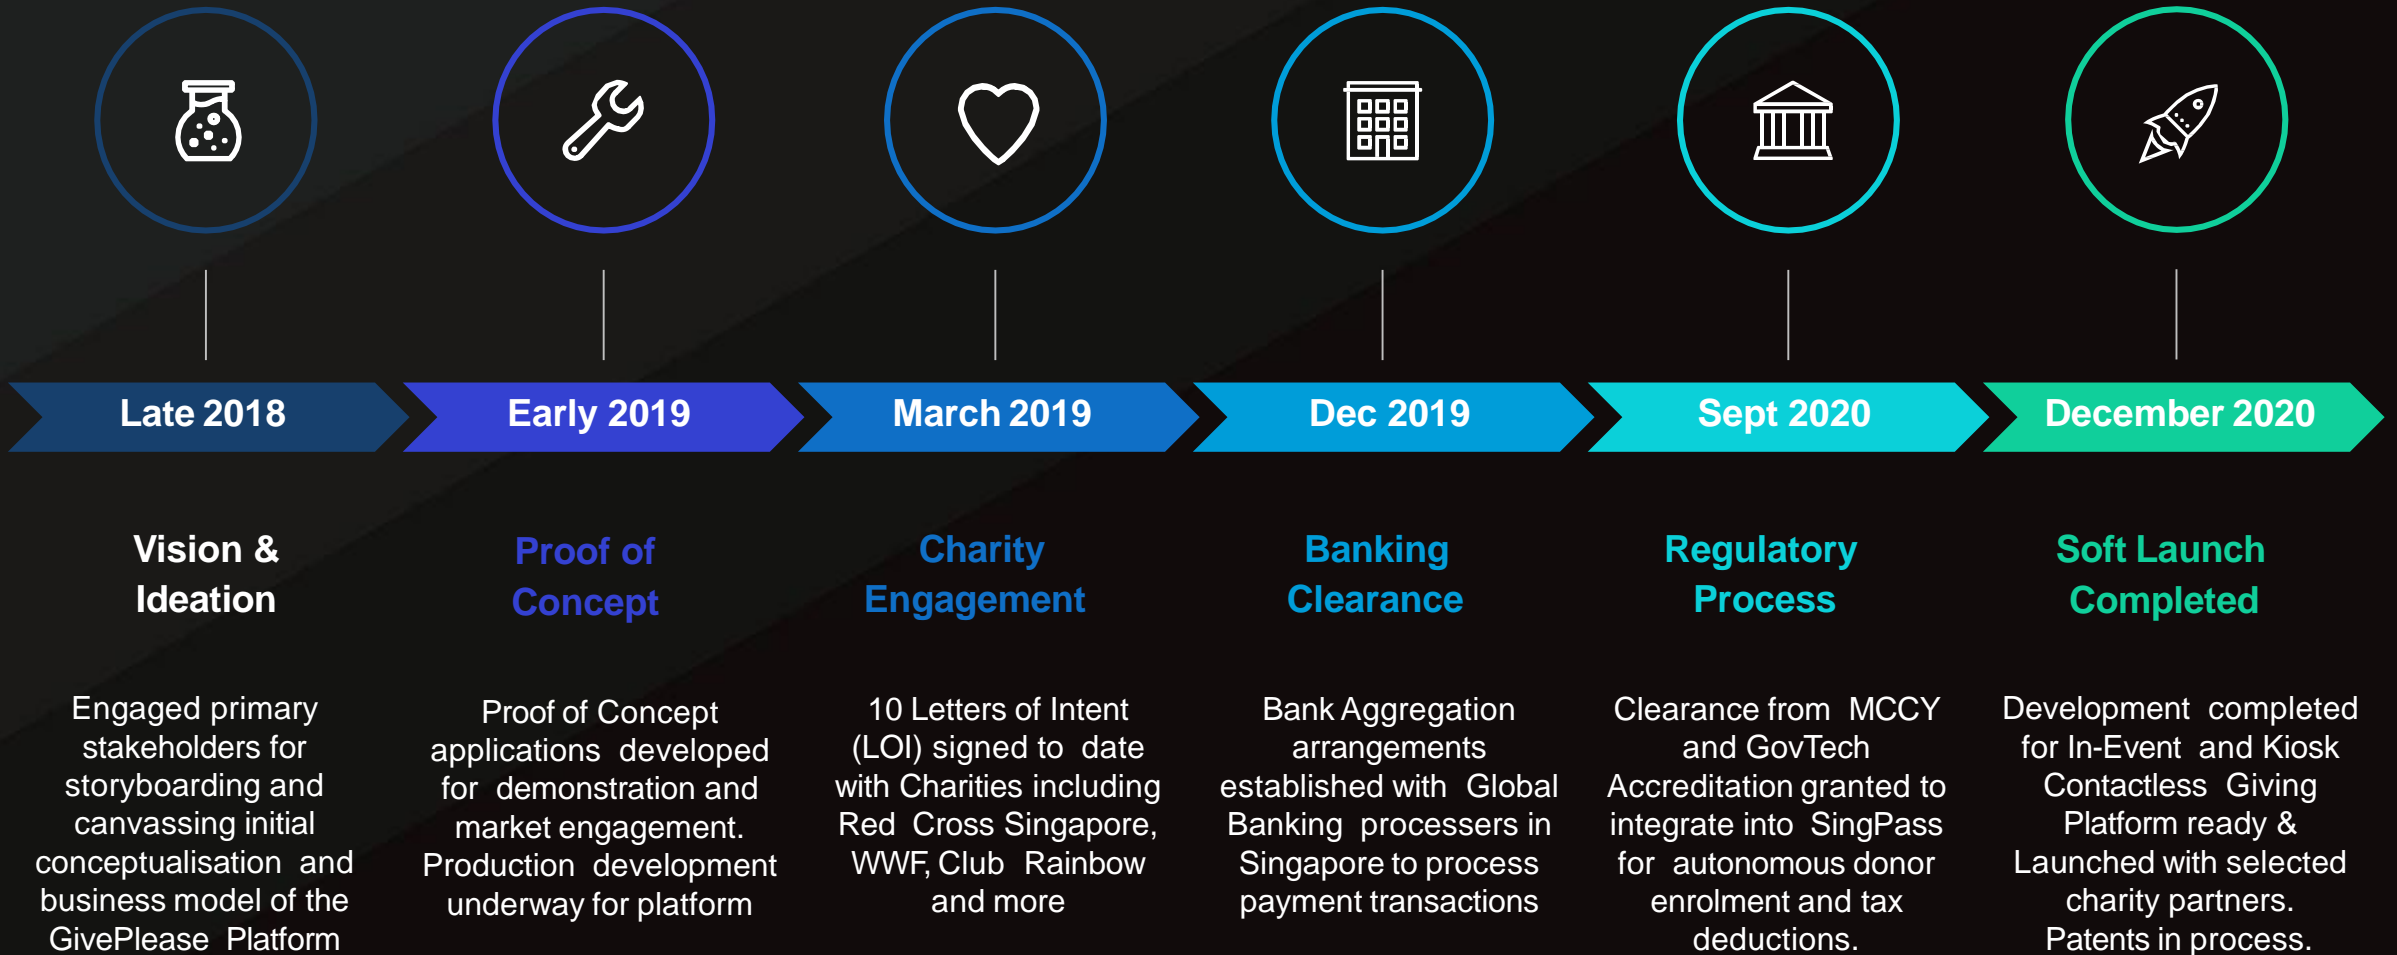 Late 2018
Early 2019
March 2019
Dec 2019
Sept 2020
December 2020
Vision &
Ideation
Engaged primary
stakeholders for
storyboarding and
canvassing initial
conceptualisation and
business model of the
GivePlease Platform
Proof of
Concept
Proof of Concept
applications developed
for demonstration and
market engagement.
Production development
underway for platform
Charity
Engagement
10 Letters of Intent
(LOI) signed to date
with Charities including
Red Cross Singapore,
WWF, Club Rainbow
and more
Banking
Clearance
Bank Aggregation
arrangements
established with Global
Banking processers in
Singapore to process
payment transactions
Regulatory
Process
Clearance from MCCY
and GovTech
Accreditation granted to
integrate into SingPass
for autonomous donor
enrolment and tax
deductions.
Soft Launch
Completed
Development completed
for In-Event and Kiosk
Contactless Giving
Platform ready &
Launched with selected
charity partners.
Patents in process.